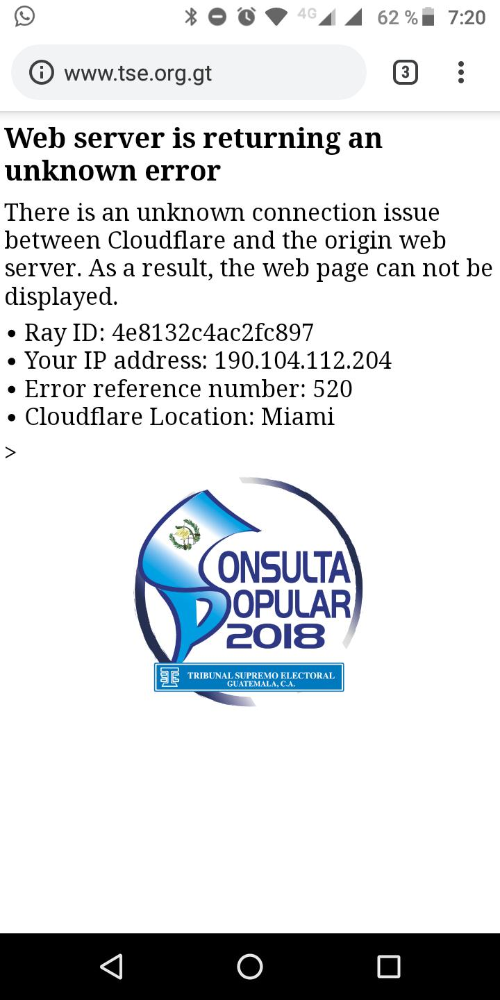 4G 62 % 7:20
www.tse.org.gt 3
Web server is returning an
unknown error
There is an unknown connection issue
between Cloudflare and the origin web
server. As a result, the web page can not be
displayed.
• Ray ID: 4e8132c4ac2fc897
• Your IP address: 190.104.112.204
• Error reference number: 520
• Cloudflare Location: Miami
>
CONSULTA
POPULAR
2018
TRIBUNAL SUPREMO ELECTORAL
GUATEMALA, C.A.